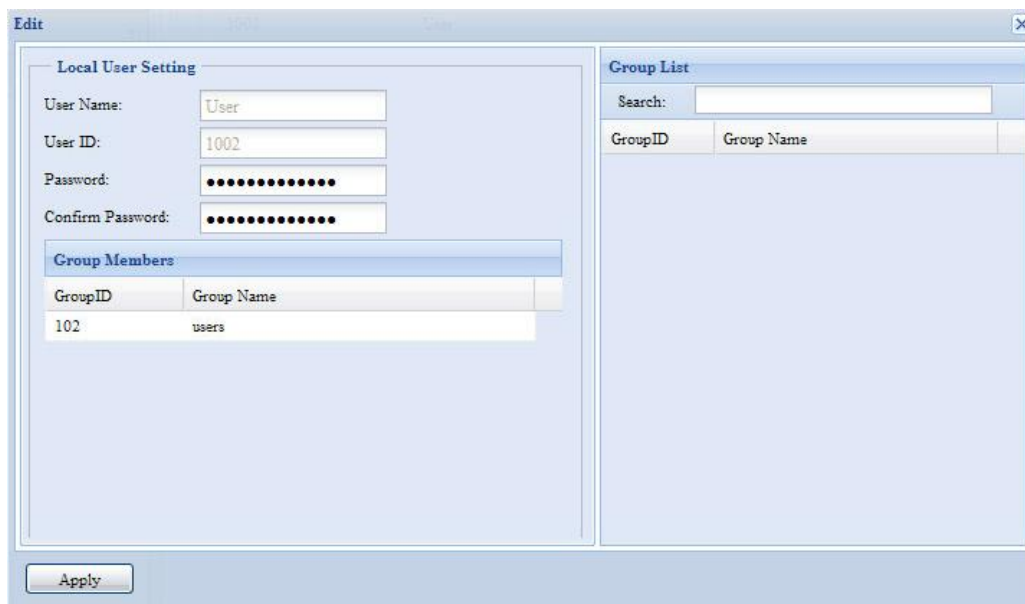 Edit
Local User Setting
User Name: User
User ID: 1002
Password: •••••••••••••
Confirm Password: •••••••••••••
Group Members
GroupID Group Name
102 users
Group List
Search:
GroupID Group Name
Apply